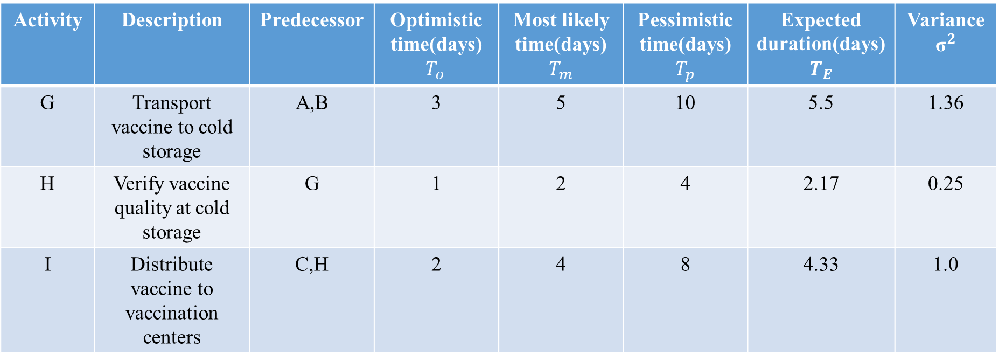 Activity
Description
Predecessor
Optimistic
time(days)
T_o
Most likely
time(days)
T_m
Pessimistic
time(days)
T_p
Expected
duration(days)
T_E
Variance
σ²
G
Transport
vaccine to cold
storage
A,B
3
5
10
5.5
1.36
H
Verify vaccine
quality at cold
storage
G
1
2
4
2.17
0.25
I
Distribute
vaccine to
vaccination
centers
C,H
2
4
8
4.33
1.0